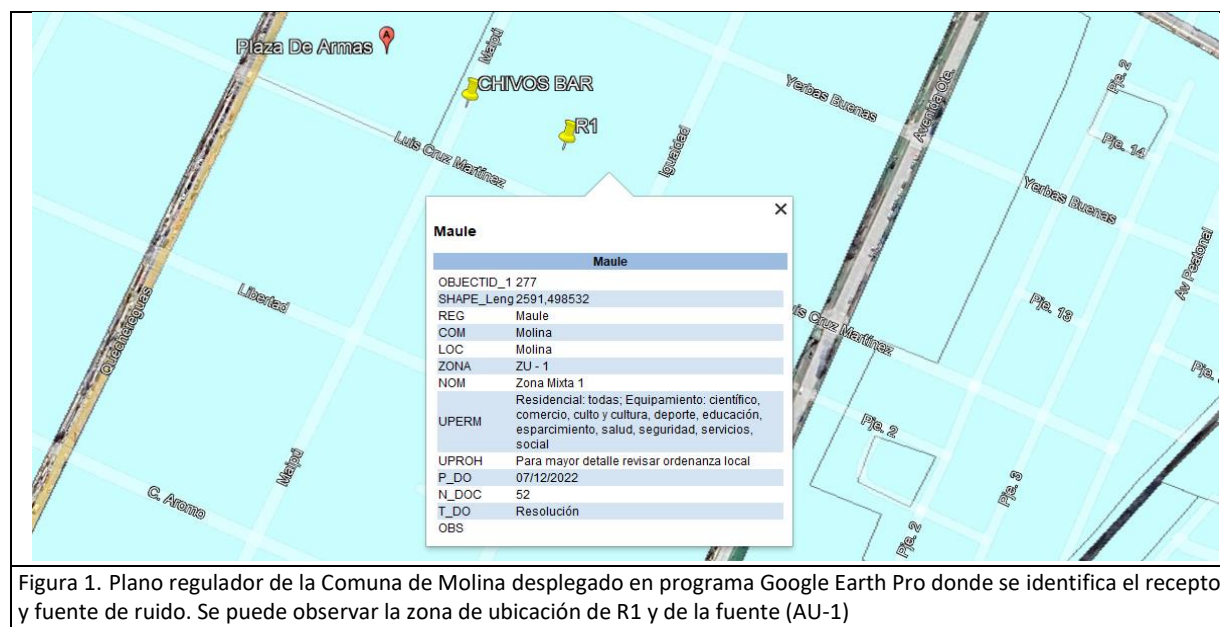 Plaza De Armas
A
Maipú
CHIVOS BAR
R1
Luis Cruz Martínez
Igualdad
Yerbas Buenas
Avenida Ote.
Pje. 2
Pje. 14
Yerbas Buenas
Av Peatonal
Libertad
Quechereguas
Pje. 13
is Cruz Martínez
Pje.
Maipú
C. Aromo
Pje. 2
Pje. 3
Pje. 2
Maule
Maule
OBJECTID_1 277
SHAPE_Leng 2591,498532
REG Maule
COM Molina
LOC Molina
ZONA ZU - 1
NOM Zona Mixta 1
UPERM Residencial: todas; Equipamiento: científico,
comercio, culto y cultura, deporte, educación,
esparcimiento, salud, seguridad, servicios,
social
UPROH Para mayor detalle revisar ordenanza local
P_DO 07/12/2022
N_DOC 52
T_DO Resolución
OBS
Figura 1. Plano regulador de la Comuna de Molina desplegado en programa Google Earth Pro donde se identifica el recepto
y fuente de ruido. Se puede observar la zona de ubicación de R1 y de la fuente (AU-1)